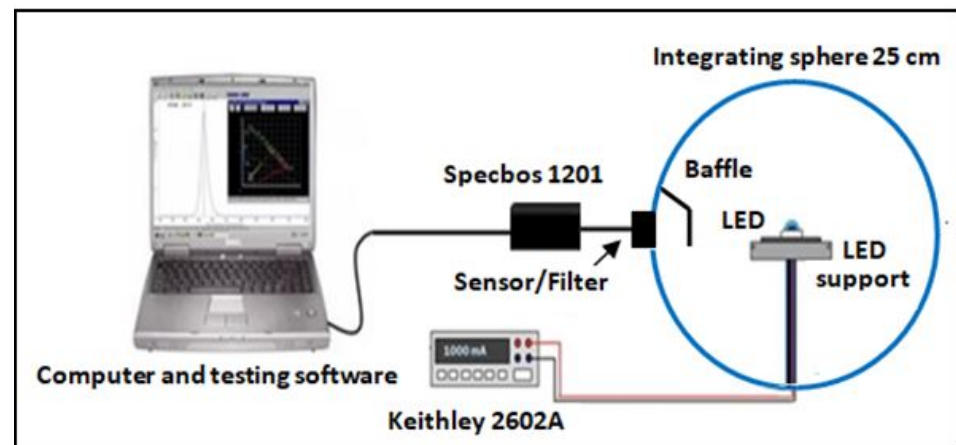 Integrating sphere 25 cm
Specbos 1201
Baffle
LED
LED
support
Sensor/Filter
1000 mA
Computer and testing software
Keithley 2602A